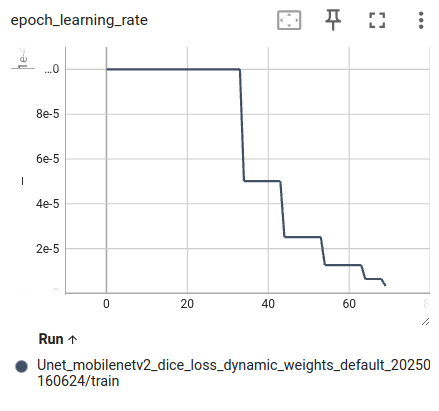 epoch_learning_rate
…0
8e-5
6e-5
4e-5
2e-5
0
20
40
60
Run ↑
Unet_mobilenetv2_dice_loss_dynamic_weights_default_20250
160624/train